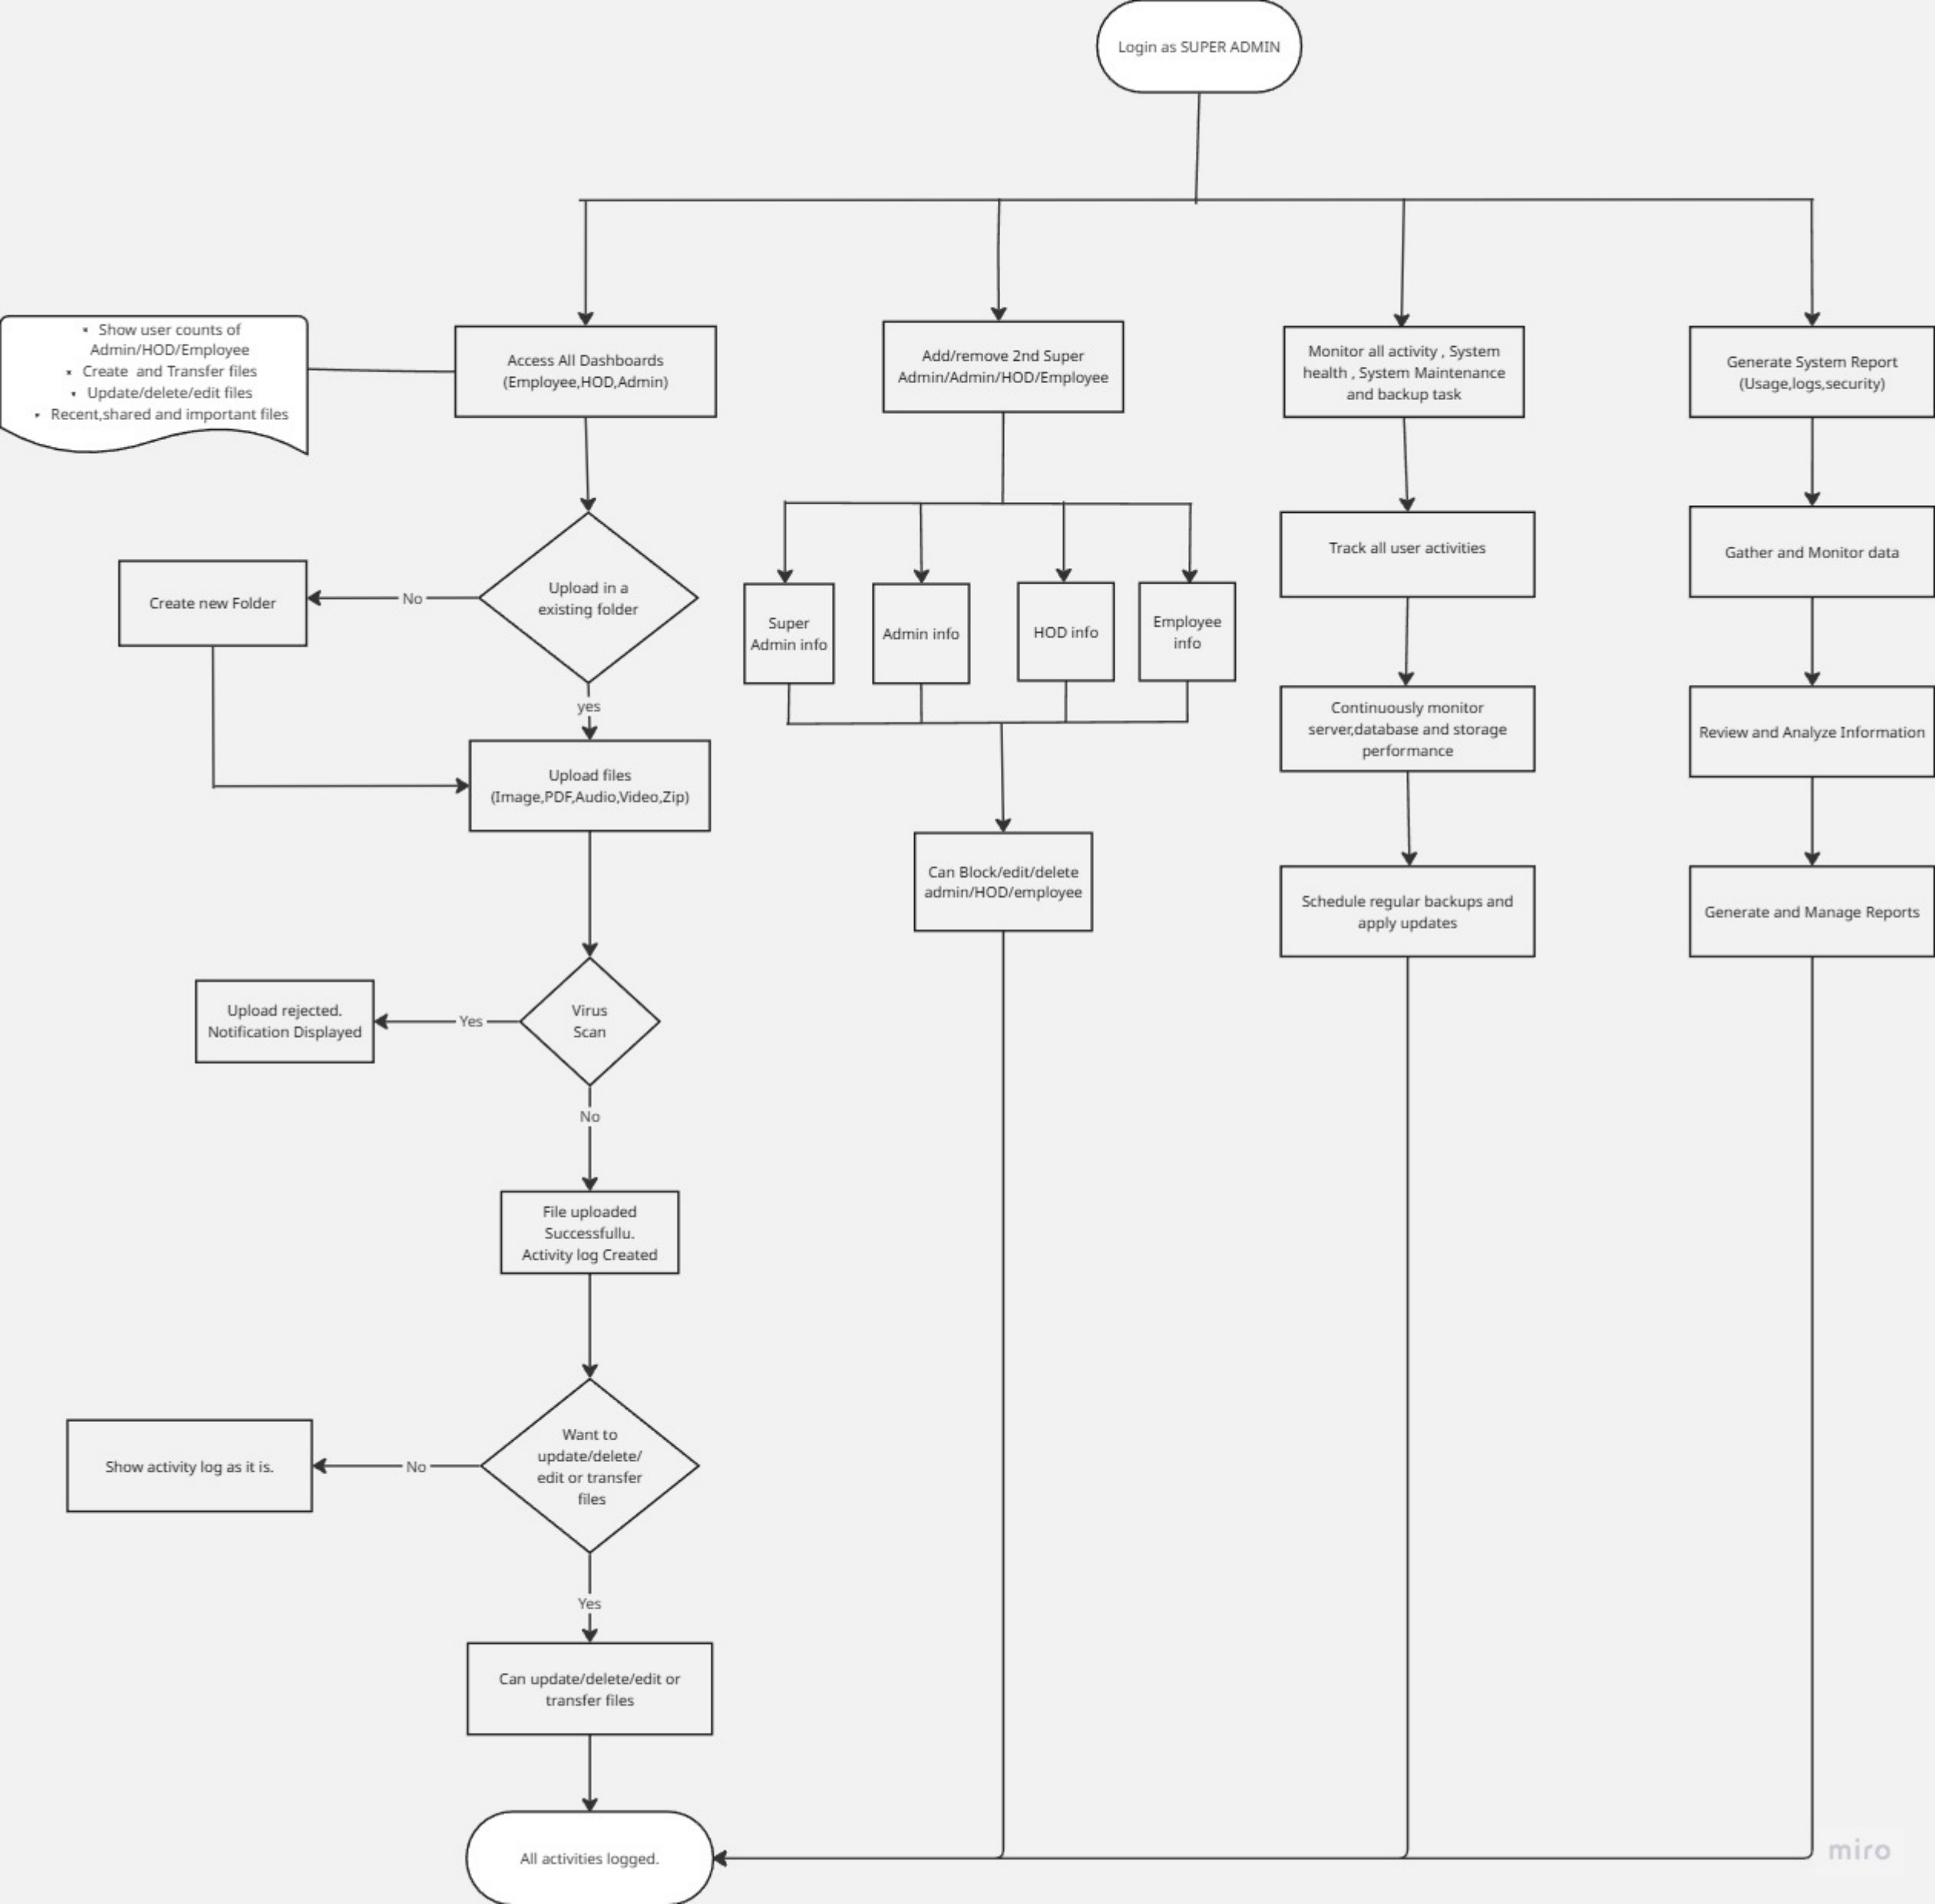 Login as SUPER ADMIN
• Show user counts of
Admin/HOD/Employee
• Create and Transfer files
• Update/delete/edit files
• Recent,shared and important files
Access All Dashboards
(Employee,HOD,Admin)
Add/remove 2nd Super
Admin/Admin/HOD/Employee
Monitor all activity , System
health , System Maintenance
and backup task
Generate System Report
(Usage,logs,security)
Create new Folder
No
Upload in a
existing folder
yes
Super
Admin info
Admin info
HOD info
Employee
info
Track all user activities
Gather and Monitor data
Upload files
(Image,PDF,Audio,Video,Zip)
Continuously monitor
server,database and storage
performance
Review and Analyze Information
Can Block/edit/delete
admin/HOD/employee
Schedule regular backups and
apply updates
Generate and Manage Reports
Upload rejected.
Notification Displayed
Yes
Virus
Scan
No
File uploaded
Successfullu.
Activity log Created
Show activity log as it is.
No
Want to
update/delete/
edit or transfer
files
Yes
Can update/delete/edit or
transfer files
All activities logged.
miro